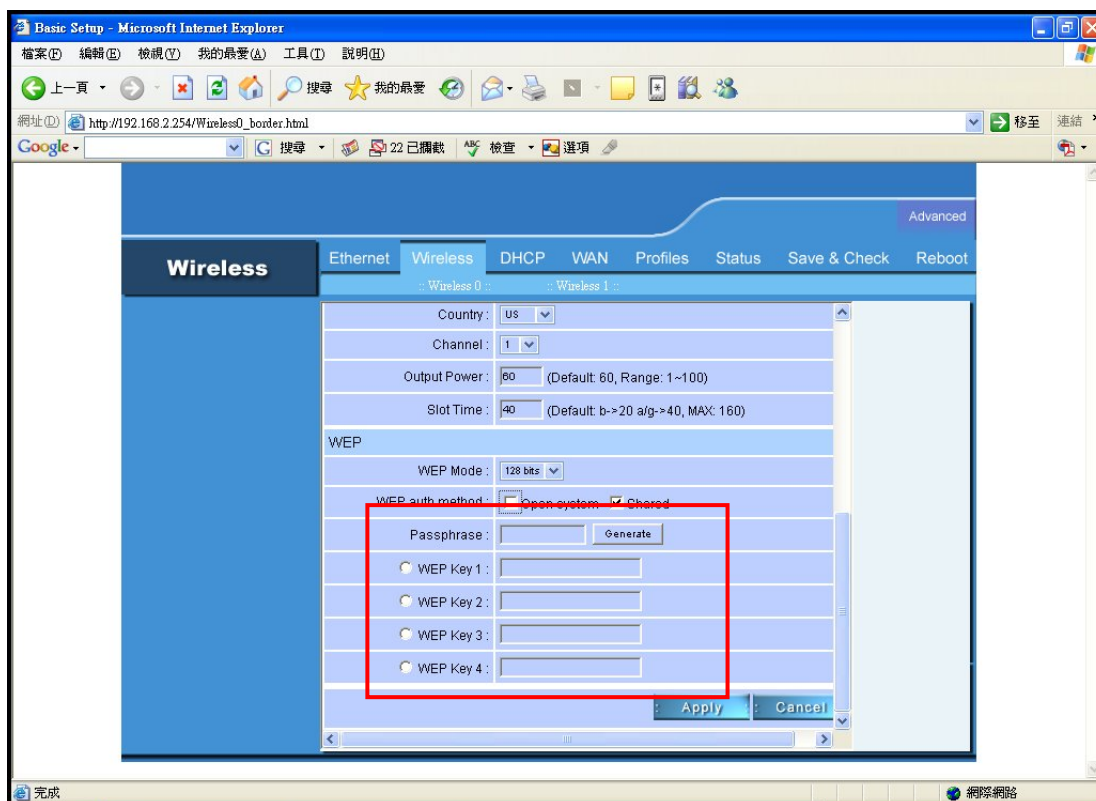 Basic Setup - Microsoft Internet Explorer
檔案(F) 編輯(E) 檢視(V) 我的最愛(A) 工具(T) 說明(H)
上一頁 搜尋 我的最愛
網址(D) http://192.168.2.254/Wireless0_border.html 移至 連結 »
Google 搜尋 22 已攔截 ABC 檢查 選項
Advanced
Wireless
Ethernet Wireless DHCP WAN Profiles Status Save & Check Reboot
:: Wireless 0 :: :: Wireless 1 ::
Country : US
Channel : 1
Output Power : 60 (Default: 60, Range: 1~100)
Slot Time : 40 (Default: b->20 a/g->40, MAX: 160)
WEP
WEP Mode : 128 bits
WEP auth method : Open system Shared
Passphrase : Generate
WEP Key 1 :
WEP Key 2 :
WEP Key 3 :
WEP Key 4 :
: Apply : Cancel
完成 網際網路